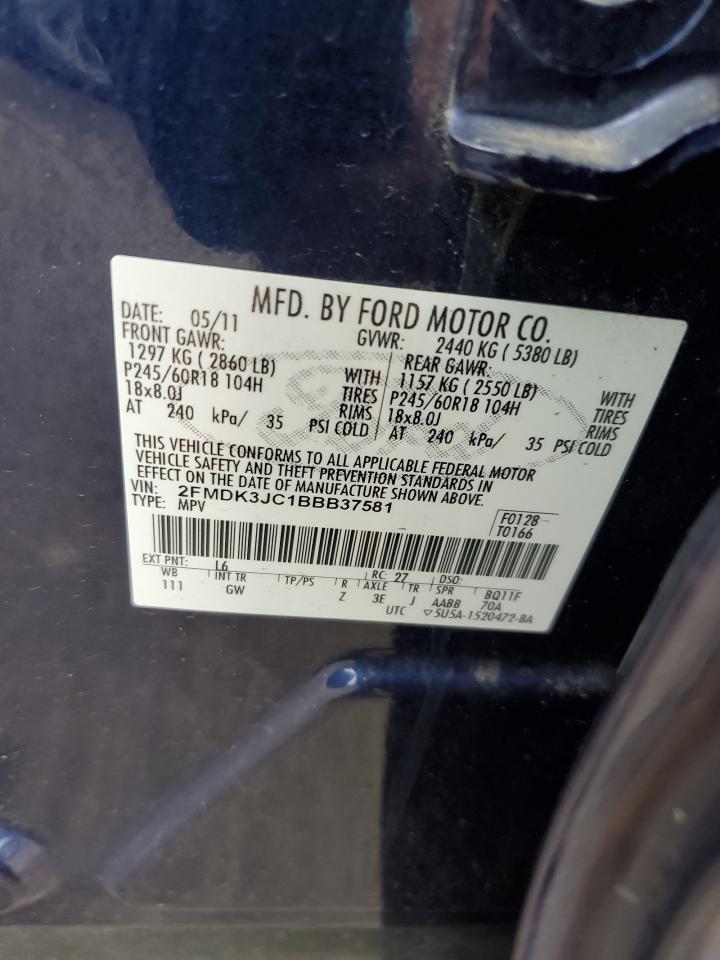 MFD. BY FORD MOTOR CO.
DATE: 05/11 GVWR: 2440 KG ( 5380 LB)
FRONT GAWR: REAR GAWR:
1297 KG ( 2860 LB) WITH 1157 KG ( 2550 LB) WITH
P245/60R18 104H TIRES P245/60R18 104H TIRES
18x8.0J RIMS 18x8.0J RIMS
AT 240 kPa/ 35 PSI COLD AT 240 kPa/ 35 PSI COLD
THIS VEHICLE CONFORMS TO ALL APPLICABLE FEDERAL MOTOR
VEHICLE SAFETY AND THEFT PREVENTION STANDARDS IN
EFFECT ON THE DATE OF MANUFACTURE SHOWN ABOVE.
VIN: 2FMDK3JC1BBB37581
TYPE: MPV
F0128
T0166
EXT PNT: L6 RC: 27 DSO:
WB INT TR TP/PS R AXLE TR SPR BQ11F
111 GW Z 3E J AABB 70A
UTC ▽5U5A-1520472-BA